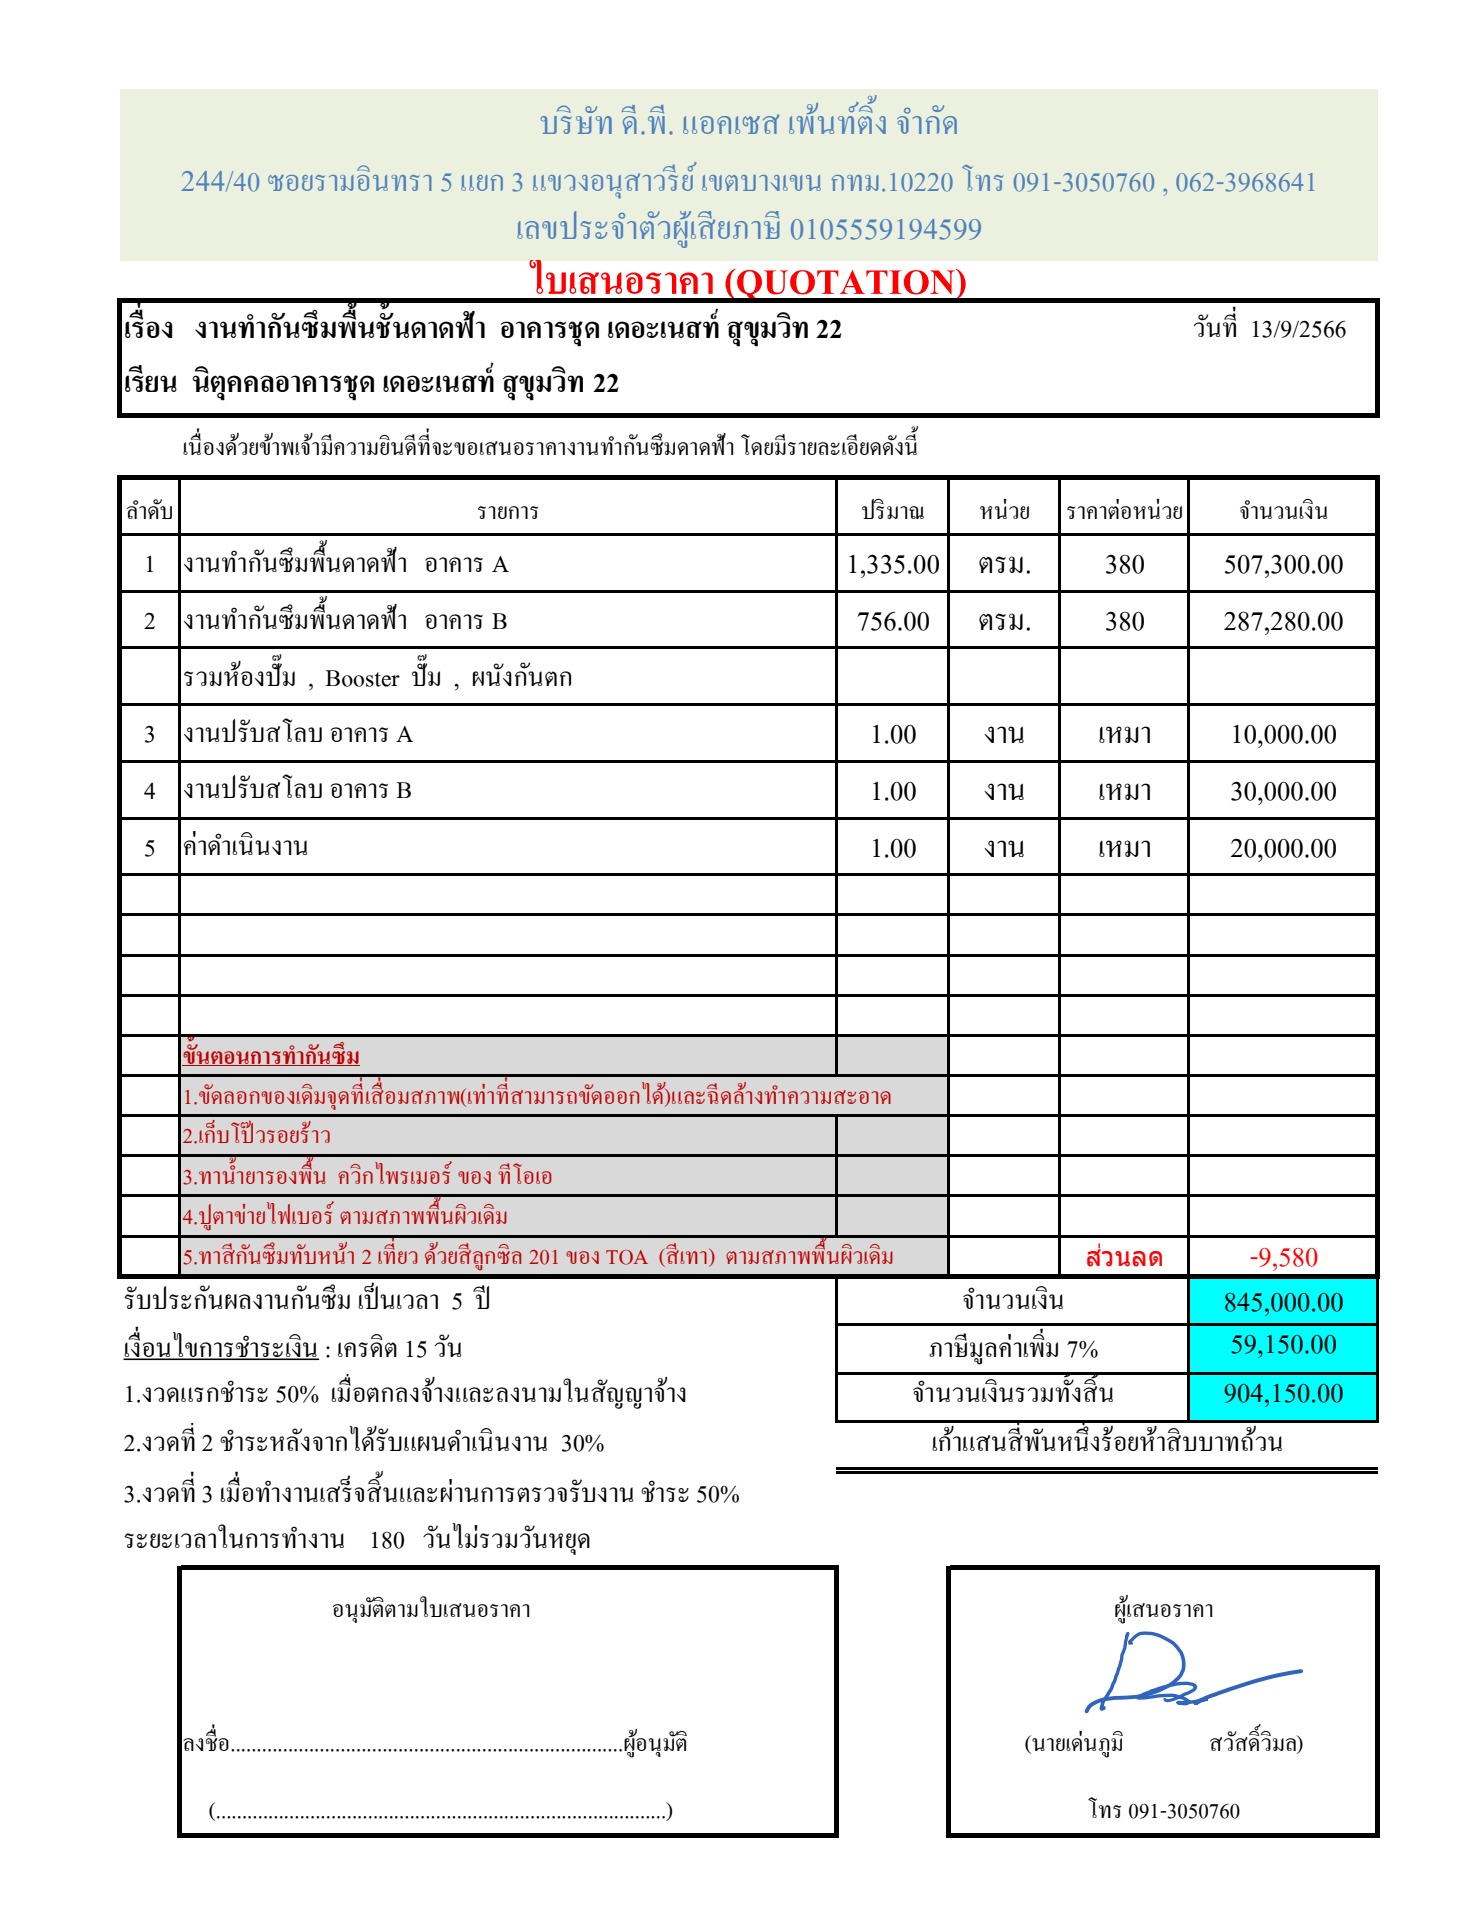 บริษัท ดี.พี. แอคเซส เพ้นท์ติ้ง จำกัด
244/40 ซอยรามอินทรา 5 แยก 3 แขวงอนุสาวรีย์ เขตบางเขน กทม.10220 โทร 091-3050760 , 062-3968641
เลขประจำตัวผู้เสียภาษี 0105559194599
ใบเสนอราคา (QUOTATION)
เรื่อง งานทำกันซึมพื้นชั้นดาดฟ้า อาคารชุด เดอะเนสท์ สุขุมวิท 22 วันที่ 13/9/2566
เรียน นิตุคคลอาคารชุด เดอะเนสท์ สุขุมวิท 22
เนื่องด้วยข้าพเจ้ามีความยินดีที่จะขอเสนอราคางานทำกันซึมดาดฟ้า โดยมีรายละเอียดดังนี้
ลำดับ รายการ ปริมาณ หน่วย ราคาต่อหน่วย จำนวนเงิน
1 งานทำกันซึมพื้นดาดฟ้า อาคาร A 1,335.00 ตรม. 380 507,300.00
2 งานทำกันซึมพื้นดาดฟ้า อาคาร B 756.00 ตรม. 380 287,280.00
รวมห้องปั๊ม , Booster ปั๊ม , ผนังกันตก
3 งานปรับสโลบ อาคาร A 1.00 งาน เหมา 10,000.00
4 งานปรับสโลบ อาคาร B 1.00 งาน เหมา 30,000.00
5 ค่าดำเนินงาน 1.00 งาน เหมา 20,000.00
ขั้นตอนการทำกันซึม
1.ขัดลอกของเดิมจุดที่เสื่อมสภาพ(เท่าที่สามารถขัดออกได้)และฉีดล้างทำความสะอาด
2.เก็บโป๊วรอยร้าว
3.ทาน้ำยารองพื้น ควิกไพรเมอร์ ของ ทีโอเอ
4.ปูตาข่ายไฟเบอร์ ตามสภาพพื้นผิวเดิม
5.ทาสีกันซึมทับหน้า 2 เที่ยว ด้วยสีลูกซิล 201 ของ TOA (สีเทา) ตามสภาพพื้นผิวเดิม ส่วนลด -9,580
รับประกันผลงานกันซึม เป็นเวลา 5 ปี จำนวนเงิน 845,000.00
เงื่อนไขการชำระเงิน : เครดิต 15 วัน ภาษีมูลค่าเพิ่ม 7% 59,150.00
1.งวดแรกชำระ 50% เมื่อตกลงจ้างและลงนามในสัญญาจ้าง จำนวนเงินรวมทั้งสิ้น 904,150.00
2.งวดที่ 2 ชำระหลังจากได้รับแผนดำเนินงาน 30% เก้าแสนสี่พันหนึ่งร้อยห้าสิบบาทถ้วน
3.งวดที่ 3 เมื่อทำงานเสร็จสิ้นและผ่านการตรวจรับงาน ชำระ 50%
ระยะเวลาในการทำงาน 180 วันไม่รวมวันหยุด
อนุมัติตามใบเสนอราคา ผู้เสนอราคา
ลงชื่อ...........................................................................ผู้อนุมัติ (นายเด่นภูมิ สวัสดิ์วิมล)
(......................................................................................) โทร 091-3050760